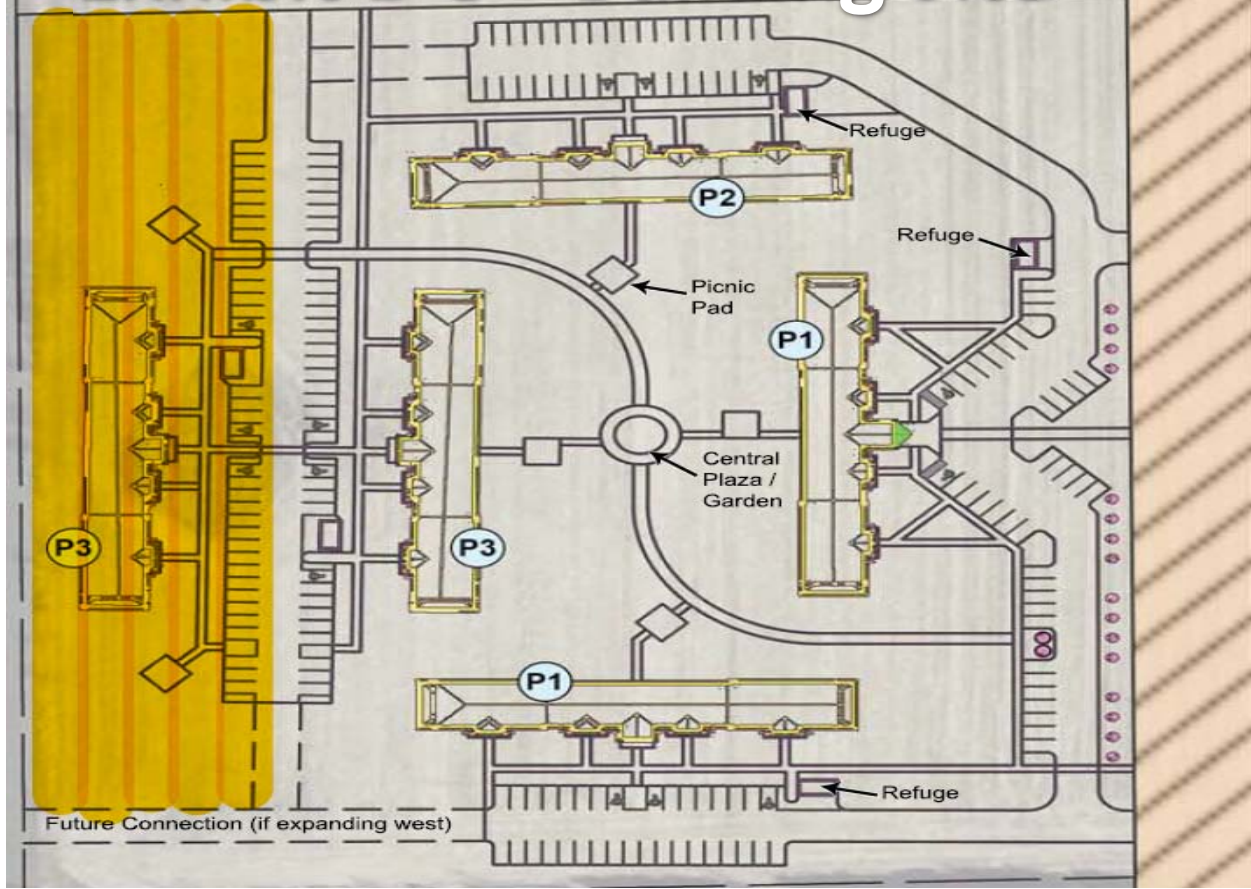 Refuge
P2
Refuge
Picnic
Pad
P1
Central
Plaza /
Garden
P3
P3
P1
Refuge
Future Connection (if expanding west)